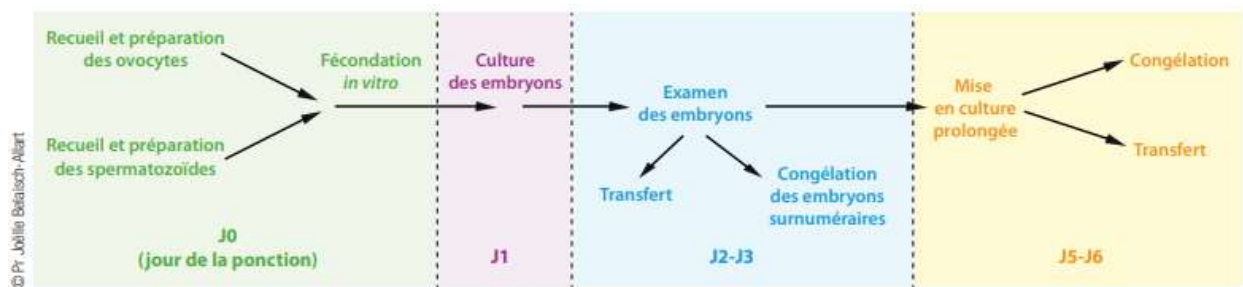 Recueil et préparation
des ovocytes
Fécondation
in vitro
Recueil et préparation
des spermatozoïdes
J0
(jour de la ponction)
Culture
des embryons
J1
Examen
des embryons
Transfert
Congélation
des embryons
surnuméraires
J2-J3
Mise
en culture
prolongée
Congélation
Transfert
J5-J6
© Pr Joëlle Belaisch-Allart